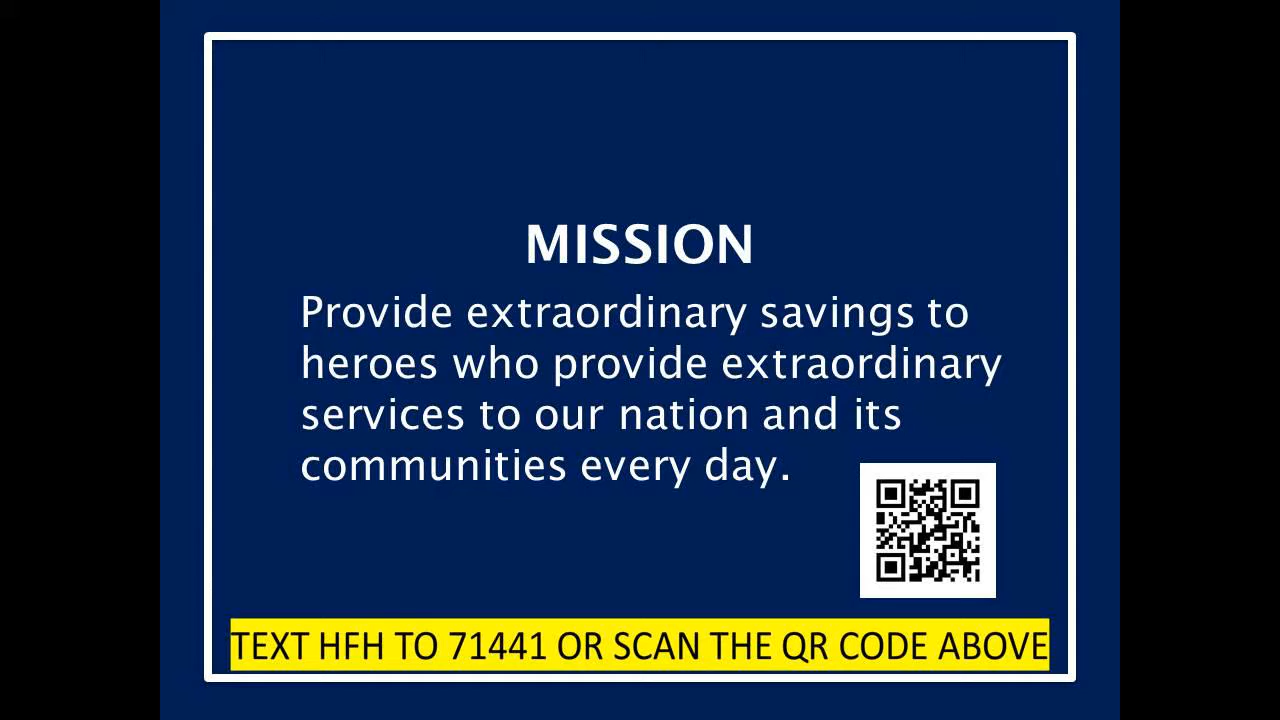 MISSION
Provide extraordinary savings to
heroes who provide extraordinary
services to our nation and its
communities every day.
TEXT HFH TO 71441 OR SCAN THE QR CODE ABOVE